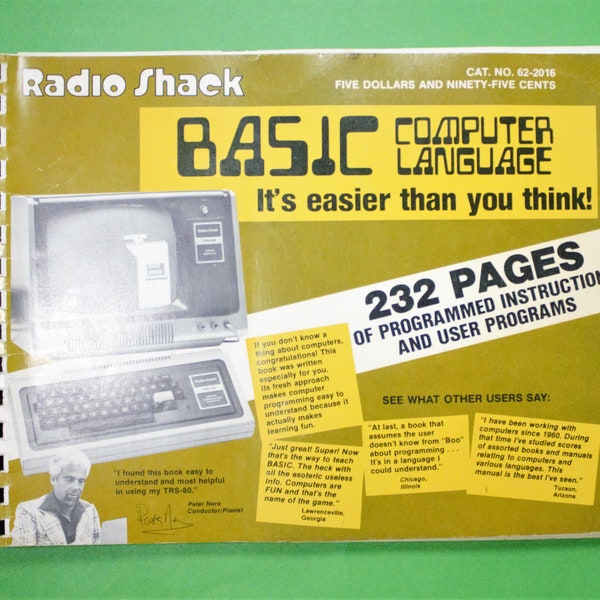 Radio Shack
CAT. NO. 62-2016
FIVE DOLLARS AND NINETY-FIVE CENTS
BASIC COMPUTER
LANGUAGE
It's easier than you think!
232 PAGES
OF PROGRAMMED INSTRUCTION
AND USER PROGRAMS
If you don't know a
thing about computers,
congratulations! This
book was written
especially for you.
Its fresh approach
makes computer
programming easy to
understand because it
actually makes
learning fun.
SEE WHAT OTHER USERS SAY:
"Just great! Super! Now
that's the way to teach
BASIC. The heck with
all the esoteric useless
info. Computers are
FUN and that's the
name of the game."
Lawrenceville,
Georgia
"At last, a book that
assumes the user
doesn't know from "Boo"
about programming . . .
It's in a language I
could understand."
Chicago,
Illinois
"I have been working with
computers since 1960. During
that time I've studied scores
of assorted books and manuals
relating to computers and
various languages. This
manual is the best I've seen."
Tucson,
Arizona
"I found this book easy to
understand and most helpful
in using my TRS-80."
Peter Nero
Conductor/Pianist